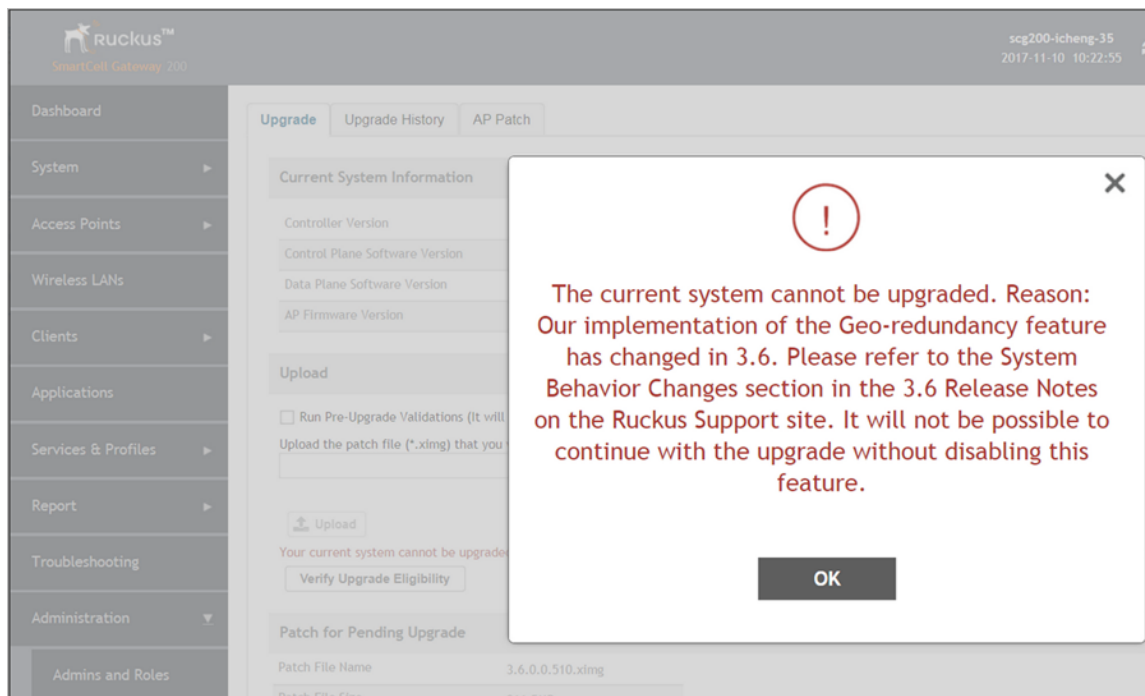 Ruckus™
SmartCell Gateway 200
scg200-icheng-35
2017-11-10 10:22:55
Dashboard
System
Access Points
Wireless LANs
Clients
Applications
Services & Profiles
Report
Troubleshooting
Administration
Admins and Roles
Upgrade
Upgrade History
AP Patch
Current System Information
Controller Version
Control Plane Software Version
Data Plane Software Version
AP Firmware Version
Upload
Run Pre-Upgrade Validations (It will
Upload the patch file (*.ximg) that you
Upload
Your current system cannot be upgraded
Verify Upgrade Eligibility
Patch for Pending Upgrade
Patch File Name
3.6.0.0.510.ximg
Patch File Size
!
The current system cannot be upgraded. Reason:
Our implementation of the Geo-redundancy feature
has changed in 3.6. Please refer to the System
Behavior Changes section in the 3.6 Release Notes
on the Ruckus Support site. It will not be possible to
continue with the upgrade without disabling this
feature.
OK